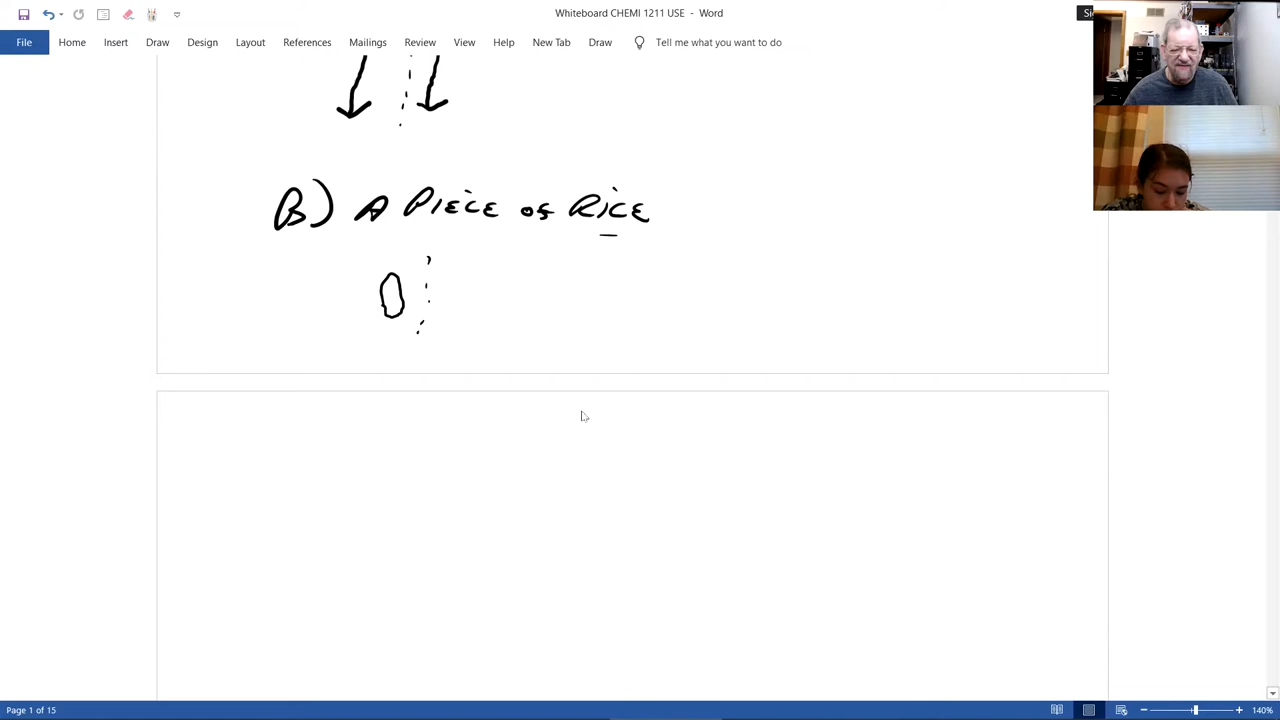 Whiteboard CHEMI 1211 USE - Word
File Home Insert Draw Design Layout References Mailings Review View Help New Tab Draw Tell me what you want to do
B) A PiEcE oF RicE
Page 1 of 15
140%